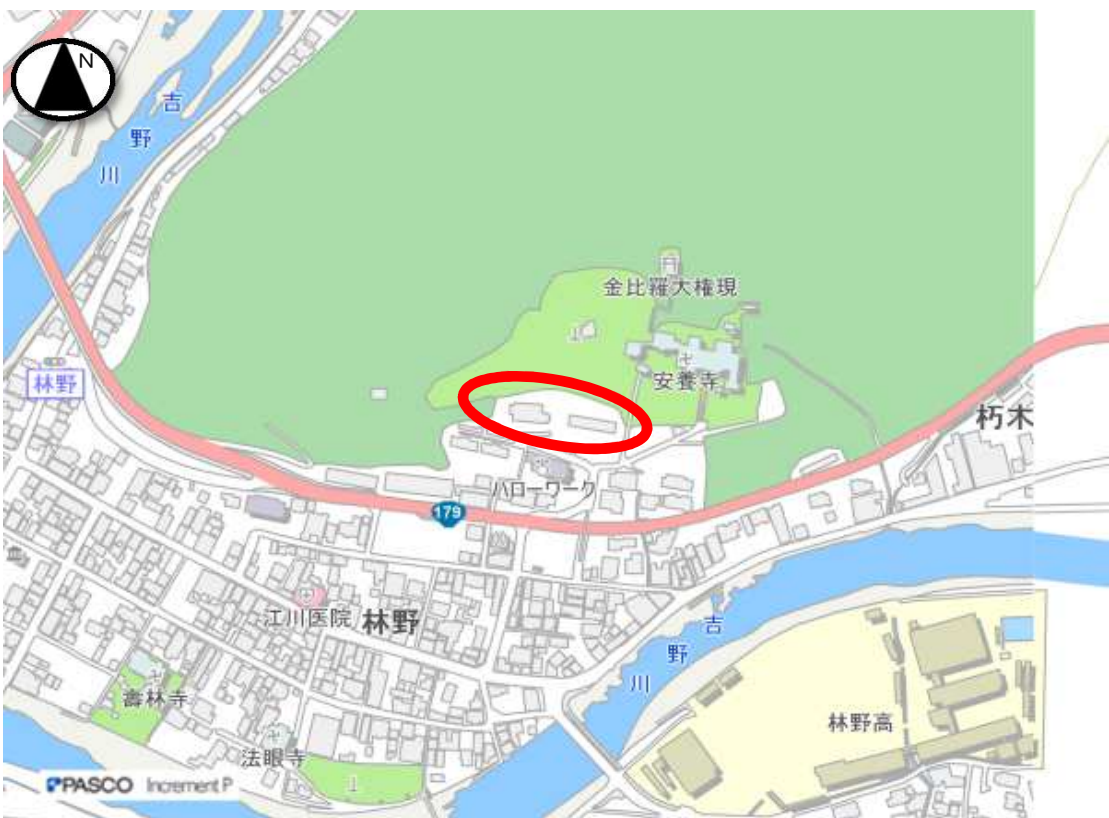 N
吉
野
川
金比羅大権現
安養寺
林野
朽木
ハローワーク
179
江川医院
林野
吉
野
川
壽林寺
林野高
法眼寺
PASCO Increment P